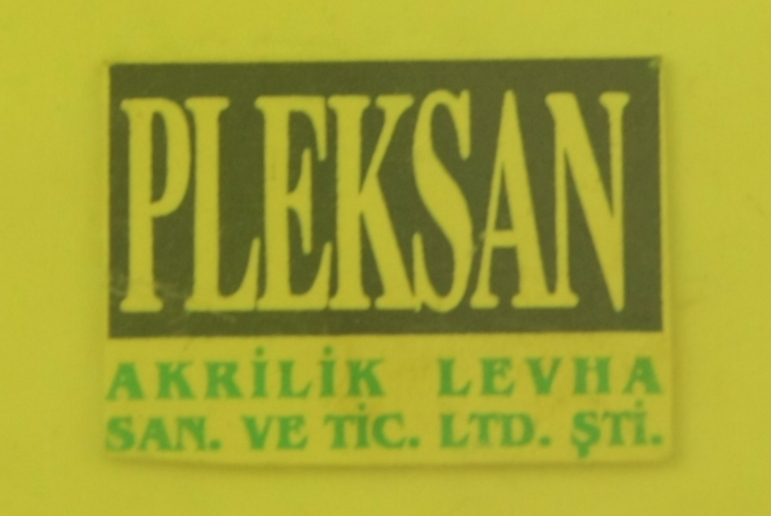 PLEKSAN
AKRİLİK LEVHA
SAN. VE TİC. LTD. ŞTİ.